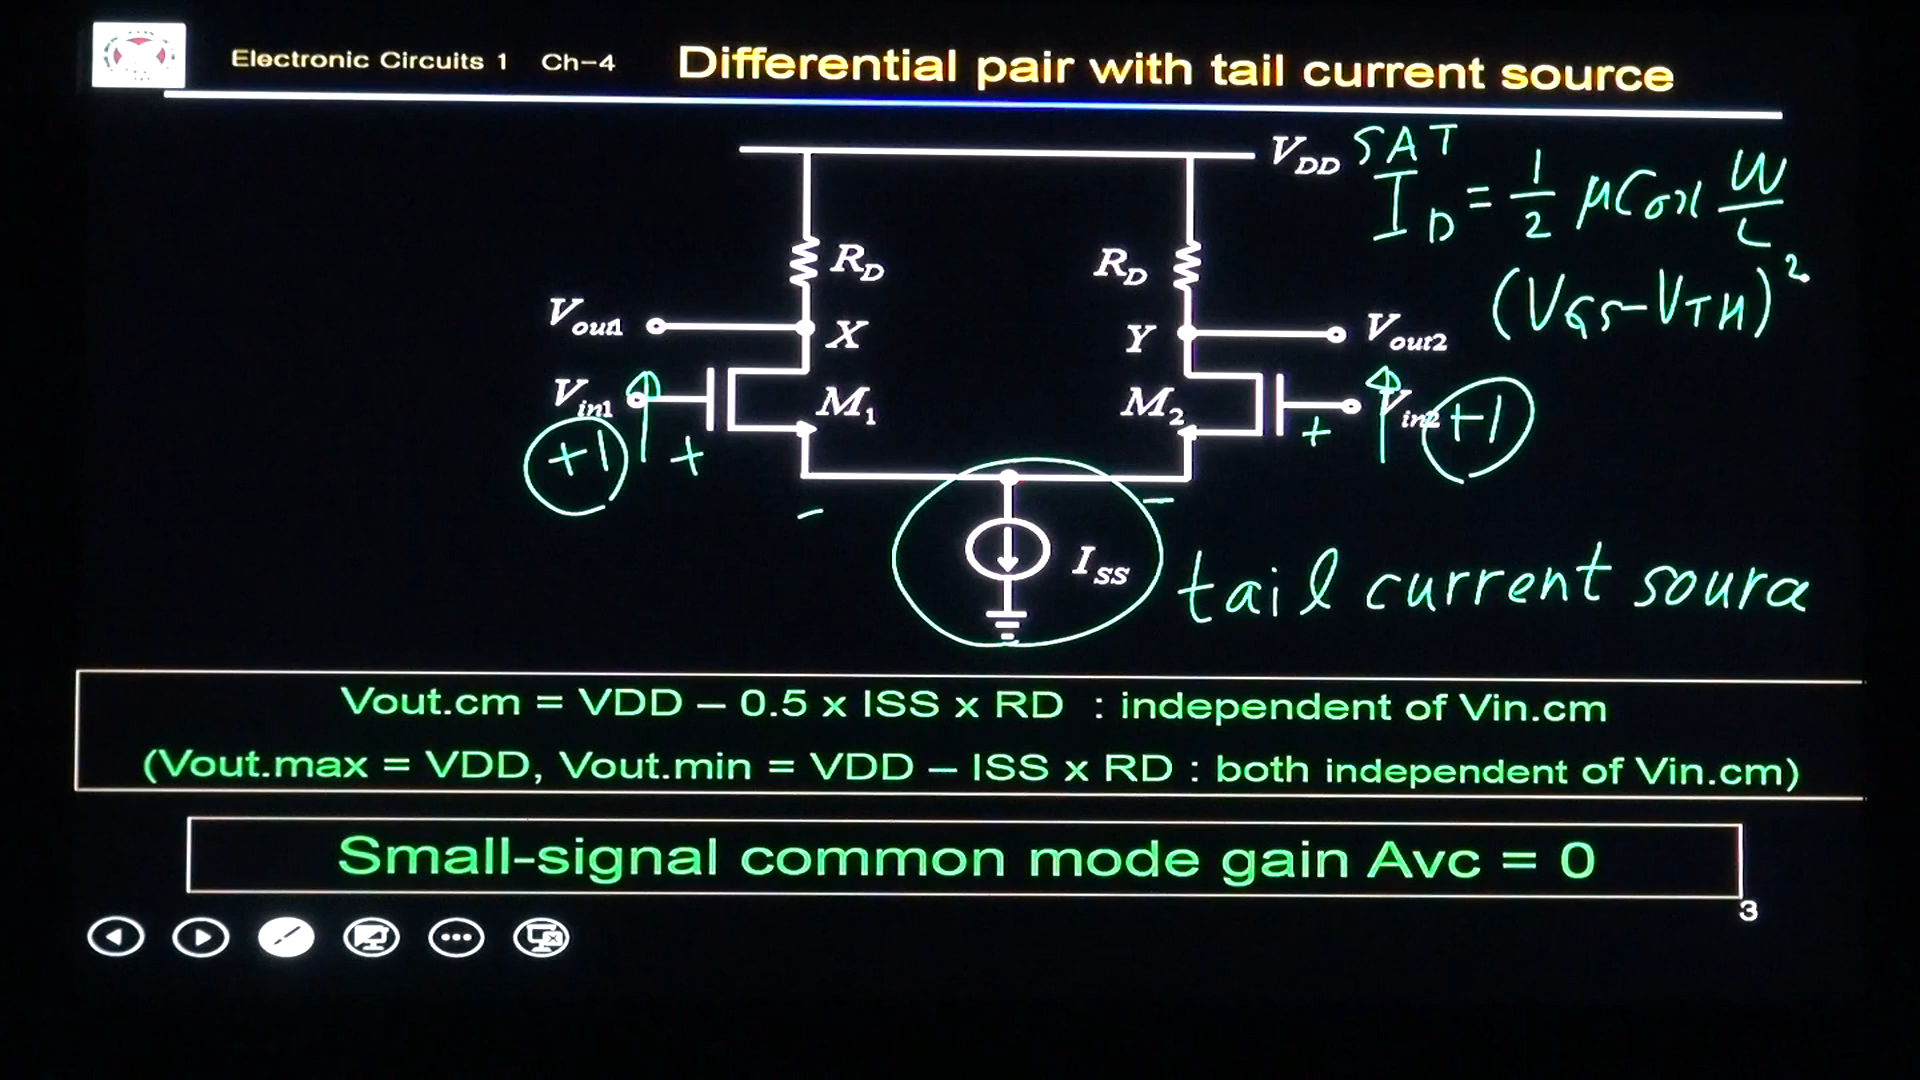 Electronic Circuits 1 Ch-4 Differential pair with tail current source
VDD SAT
ID = 1/2 μCox W/L
(VGS-VTH)²
RD RD
Vout1 X Y Vout2
Vin1 M1 M2 Vin2
+1 + + +1
- -
ISS tail current source
Vout.cm = VDD – 0.5 x ISS x RD : independent of Vin.cm
(Vout.max = VDD, Vout.min = VDD – ISS x RD : both independent of Vin.cm)
Small-signal common mode gain Avc = 0
3